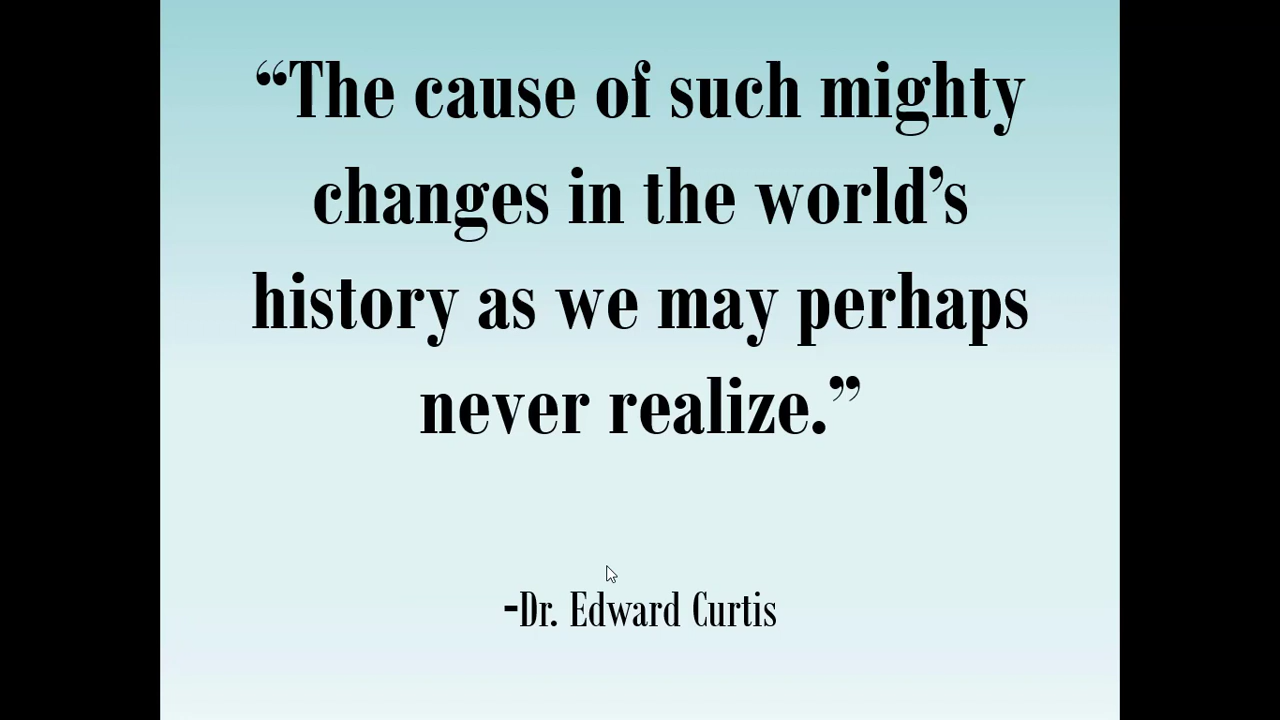 “The cause of such mighty
changes in the world’s
history as we may perhaps
never realize.”
-Dr. Edward Curtis